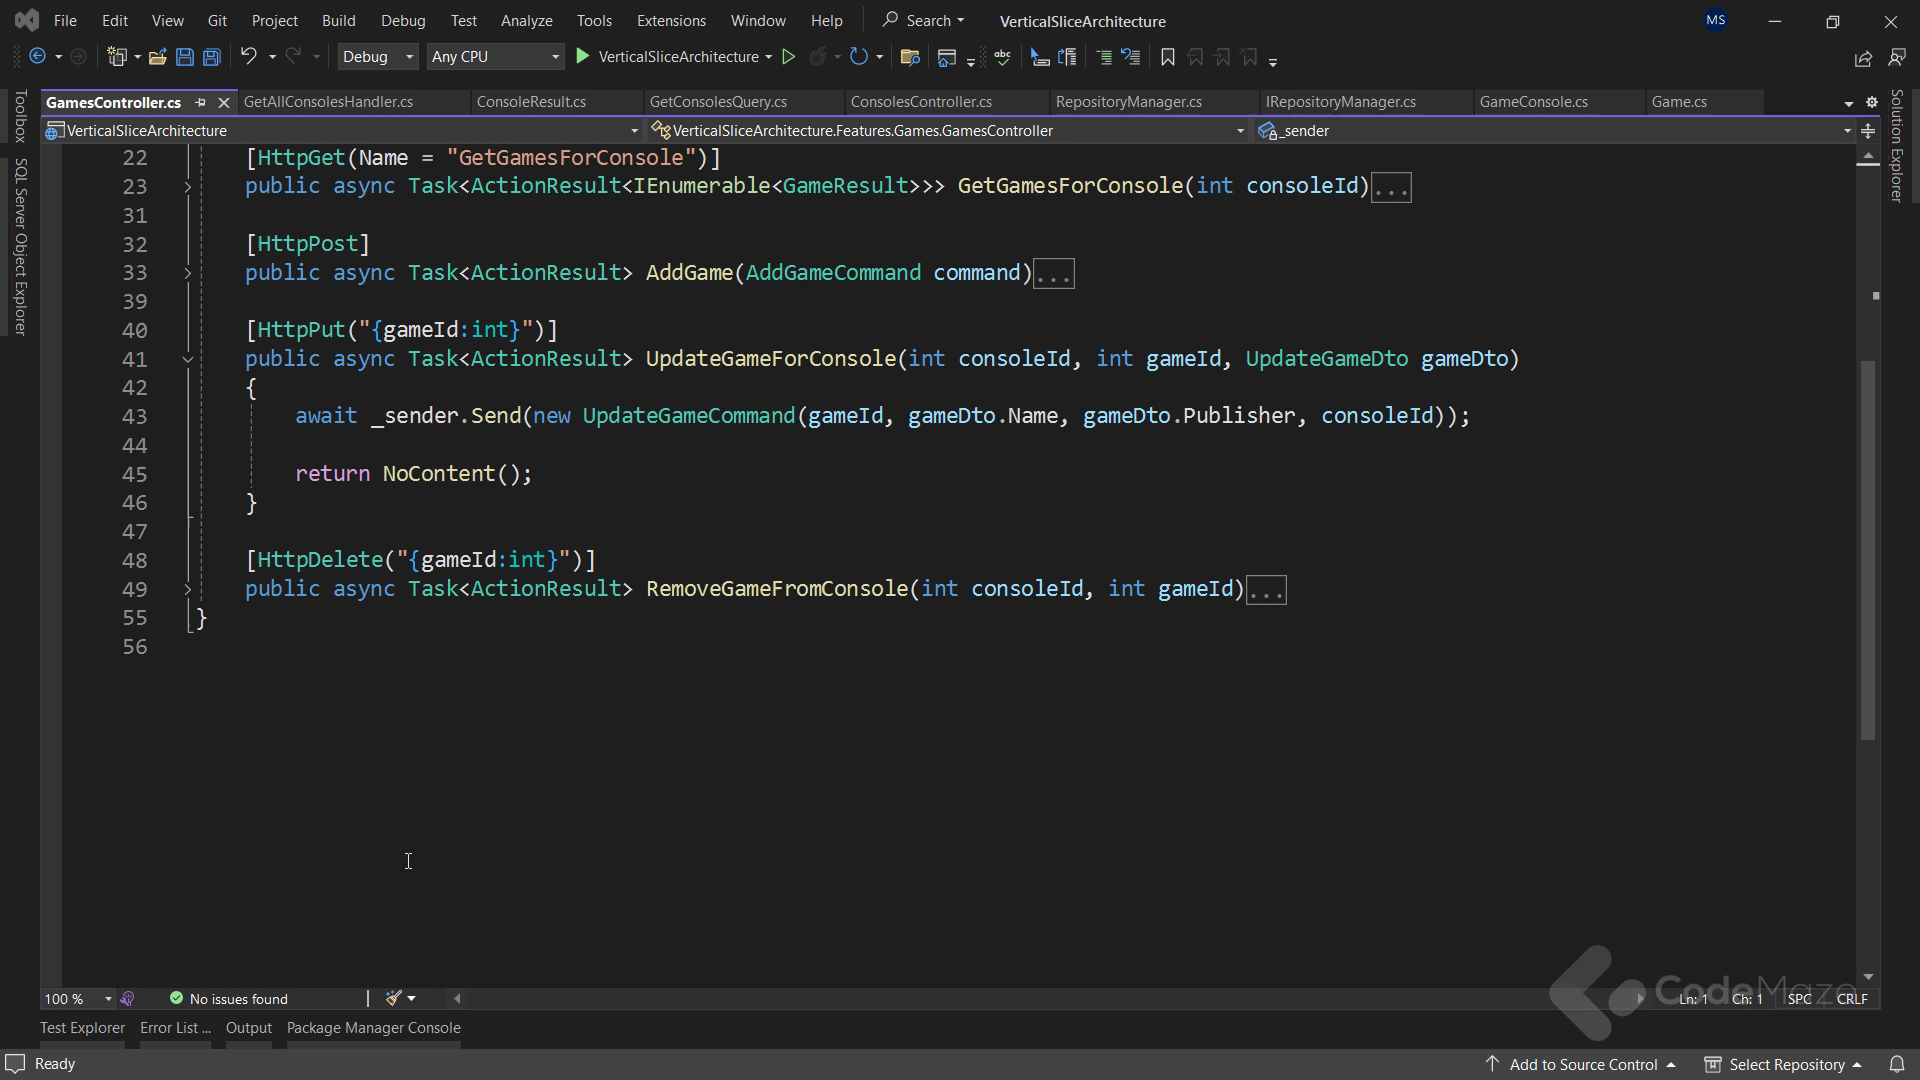 File Edit View Git Project Build Debug Test Analyze Tools Extensions Window Help Search VerticalSliceArchitecture MS
Debug Any CPU VerticalSliceArchitecture
GamesController.cs GetAllConsolesHandler.cs ConsoleResult.cs GetConsolesQuery.cs ConsolesController.cs RepositoryManager.cs IRepositoryManager.cs GameConsole.cs Game.cs
VerticalSliceArchitecture VerticalSliceArchitecture.Features.Games.GamesController _sender
Toolbox
SQL Server Object Explorer
Solution Explorer
22 [HttpGet(Name = "GetGamesForConsole")]
23 public async Task<ActionResult<IEnumerable<GameResult>>> GetGamesForConsole(int consoleId)...
31
32 [HttpPost]
33 public async Task<ActionResult> AddGame(AddGameCommand command)...
39
40 [HttpPut("{gameId:int}")]
41 public async Task<ActionResult> UpdateGameForConsole(int consoleId, int gameId, UpdateGameDto gameDto)
42 {
43 await _sender.Send(new UpdateGameCommand(gameId, gameDto.Name, gameDto.Publisher, consoleId));
44
45 return NoContent();
46 }
47
48 [HttpDelete("{gameId:int}")]
49 public async Task<ActionResult> RemoveGameFromConsole(int consoleId, int gameId)...
55 }
56
100 % No issues found Ln: 1 Ch: 1 SPC CRLF
CodeMaze
Test Explorer Error List ... Output Package Manager Console
Ready Add to Source Control Select Repository